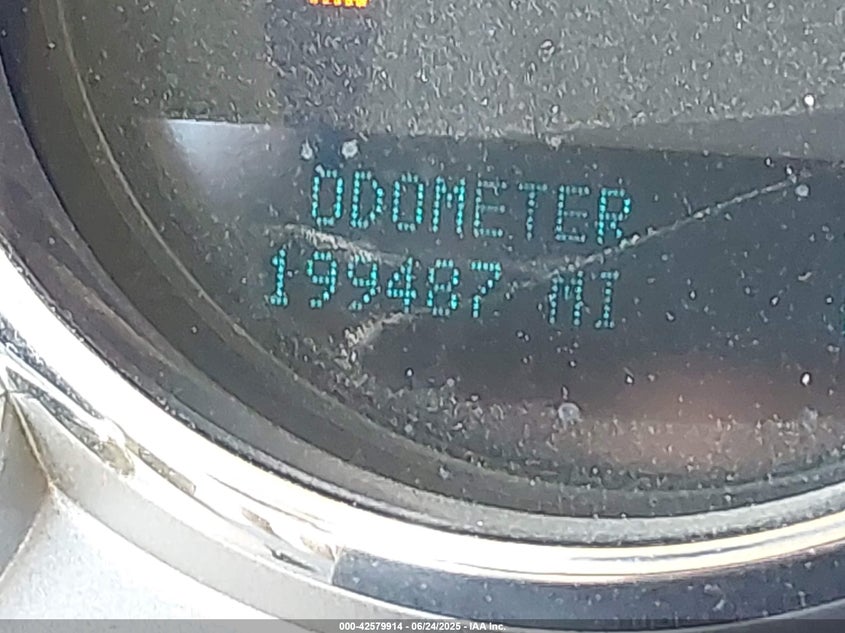 ODOMETER
199487 MI
000-42579914 - 06/24/2025 - IAA Inc.